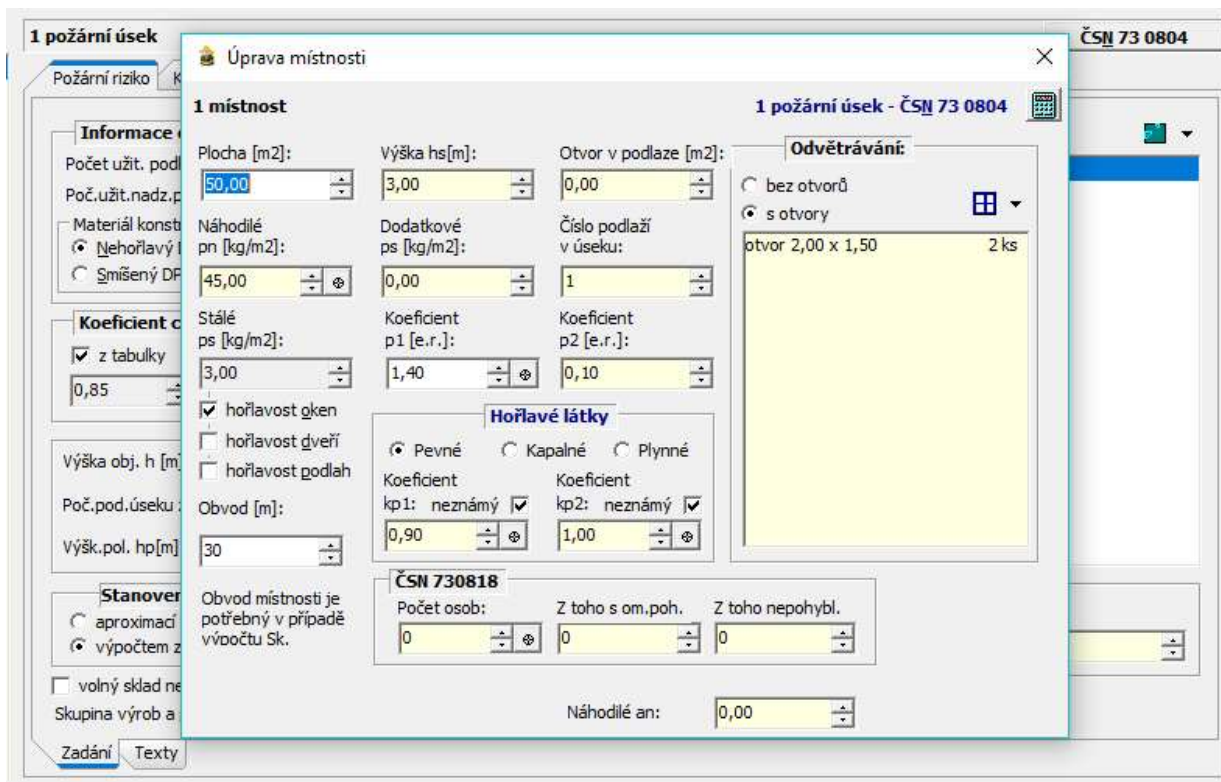 1 požární úsek
ČSN 73 0804
Požární riziko
K
Informace
Počet užit. podl
Poč.užit.nadz.p
Materiál konstr
Nehořlavý
Smíšený DP
Koeficient c
z tabulky
0,85
Výška obj. h [m]
Poč.pod.úseku
Výšk.pol. hp[m]
Stanove
aproximací
výpočtem z
volný sklad ne
Skupina výrob a
Zadání Texty
Úprava místnosti
1 místnost
1 požární úsek - ČSN 73 0804
Plocha [m2]: Výška hs[m]: Otvor v podlaze [m2]:
50,00 3,00 0,00
Náhodilé Dodatkové Číslo podlaží
pn [kg/m2]: ps [kg/m2]: v úseku:
45,00 0,00 1
Stálé Koeficient Koeficient
ps [kg/m2]: p1 [e.r.]: p2 [e.r.]:
3,00 1,40 0,10
hořlavost oken
hořlavost dveří
hořlavost podlah
Obvod [m]:
30
Obvod místnosti je
potřebný v případě
výpočtu Sk.
Hořlavé látky
Pevné Kapalné Plynné
Koeficient Koeficient
kp1: neznámý kp2: neznámý
0,90 1,00
Odvětrávání:
bez otvorů
s otvory
otvor 2,00 x 1,50 2 ks
ČSN 730818
Počet osob: Z toho s om.poh. Z toho nepohybl.
0 0 0
Náhodilé an: 0,00